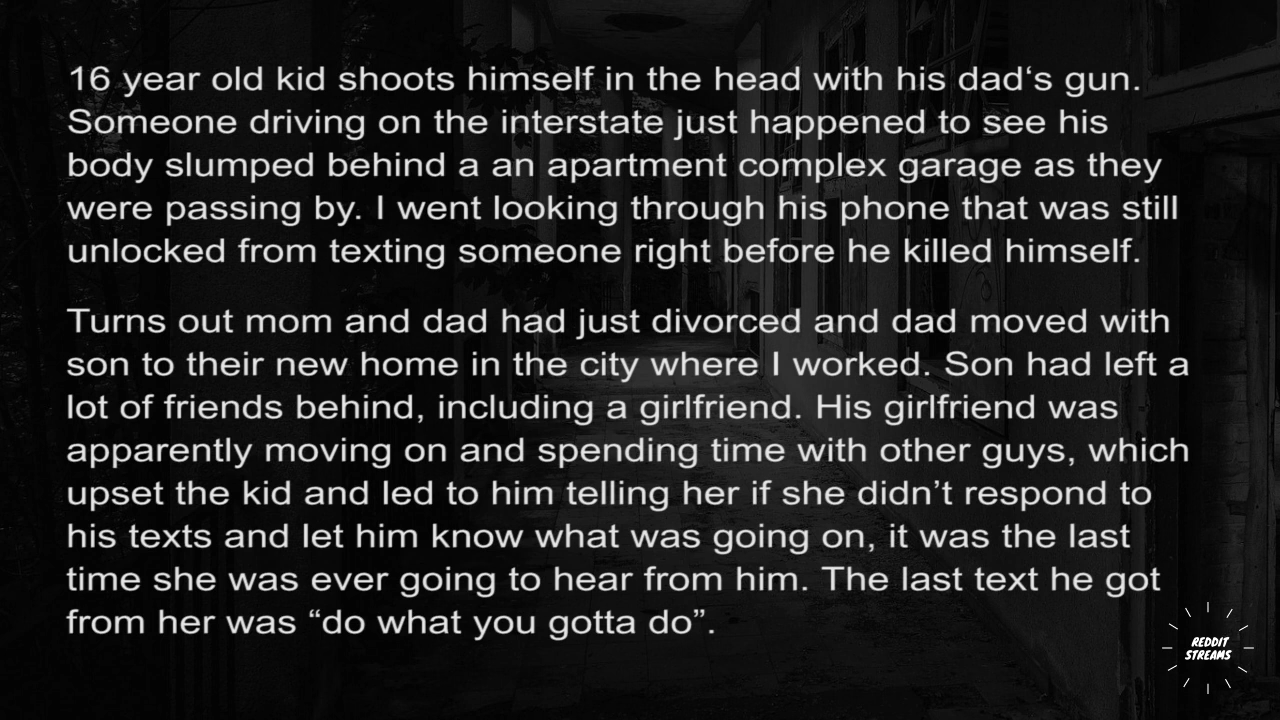 16 year old kid shoots himself in the head with his dad‘s gun.
Someone driving on the interstate just happened to see his
body slumped behind a an apartment complex garage as they
were passing by. I went looking through his phone that was still
unlocked from texting someone right before he killed himself.
Turns out mom and dad had just divorced and dad moved with
son to their new home in the city where I worked. Son had left a
lot of friends behind, including a girlfriend. His girlfriend was
apparently moving on and spending time with other guys, which
upset the kid and led to him telling her if she didn’t respond to
his texts and let him know what was going on, it was the last
time she was ever going to hear from him. The last text he got
from her was “do what you gotta do”.
REDDIT
STREAMS